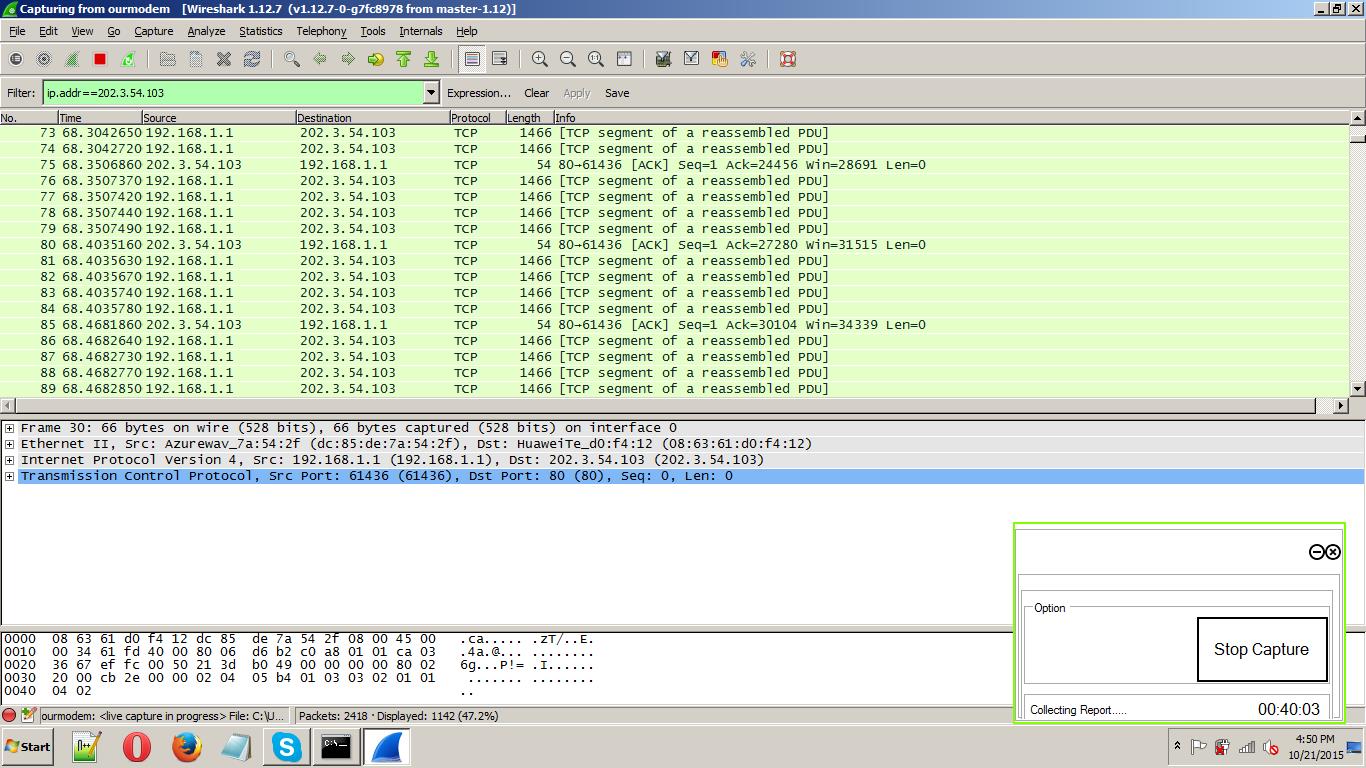 Capturing from ourmodem [Wireshark 1.12.7 (v1.12.7-0-g7fc8978 from master-1.12)]
File Edit View Go Capture Analyze Statistics Telephony Tools Internals Help
Filter: ip.addr==202.3.54.103 Expression... Clear Apply Save
No. Time Source Destination Protocol Length Info
73 68.3042650 192.168.1.1 202.3.54.103 TCP 1466 [TCP segment of a reassembled PDU]
74 68.3042720 192.168.1.1 202.3.54.103 TCP 1466 [TCP segment of a reassembled PDU]
75 68.3506860 202.3.54.103 192.168.1.1 TCP 54 80→61436 [ACK] Seq=1 Ack=24456 Win=28691 Len=0
76 68.3507370 192.168.1.1 202.3.54.103 TCP 1466 [TCP segment of a reassembled PDU]
77 68.3507420 192.168.1.1 202.3.54.103 TCP 1466 [TCP segment of a reassembled PDU]
78 68.3507440 192.168.1.1 202.3.54.103 TCP 1466 [TCP segment of a reassembled PDU]
79 68.3507490 192.168.1.1 202.3.54.103 TCP 1466 [TCP segment of a reassembled PDU]
80 68.4035160 202.3.54.103 192.168.1.1 TCP 54 80→61436 [ACK] Seq=1 Ack=27280 Win=31515 Len=0
81 68.4035630 192.168.1.1 202.3.54.103 TCP 1466 [TCP segment of a reassembled PDU]
82 68.4035670 192.168.1.1 202.3.54.103 TCP 1466 [TCP segment of a reassembled PDU]
83 68.4035740 192.168.1.1 202.3.54.103 TCP 1466 [TCP segment of a reassembled PDU]
84 68.4035780 192.168.1.1 202.3.54.103 TCP 1466 [TCP segment of a reassembled PDU]
85 68.4681860 202.3.54.103 192.168.1.1 TCP 54 80→61436 [ACK] Seq=1 Ack=30104 Win=34339 Len=0
86 68.4682640 192.168.1.1 202.3.54.103 TCP 1466 [TCP segment of a reassembled PDU]
87 68.4682730 192.168.1.1 202.3.54.103 TCP 1466 [TCP segment of a reassembled PDU]
88 68.4682770 192.168.1.1 202.3.54.103 TCP 1466 [TCP segment of a reassembled PDU]
89 68.4682850 192.168.1.1 202.3.54.103 TCP 1466 [TCP segment of a reassembled PDU]
Frame 30: 66 bytes on wire (528 bits), 66 bytes captured (528 bits) on interface 0
Ethernet II, Src: Azurewav_7a:54:2f (dc:85:de:7a:54:2f), Dst: HuaweiTe_d0:f4:12 (08:63:61:d0:f4:12)
Internet Protocol Version 4, Src: 192.168.1.1 (192.168.1.1), Dst: 202.3.54.103 (202.3.54.103)
Transmission Control Protocol, Src Port: 61436 (61436), Dst Port: 80 (80), Seq: 0, Len: 0
Option
Stop Capture
Collecting Report..... 00:40:03
0000 08 63 61 d0 f4 12 dc 85 de 7a 54 2f 08 00 45 00 .ca..... .zT/..E.
0010 00 34 61 fd 40 00 80 06 d6 b2 c0 a8 01 01 ca 03 .4a.@... ........
0020 36 67 ef fc 00 50 21 3d b0 49 00 00 00 00 80 02 6g...P!= .I......
0030 20 00 cb 2e 00 00 02 04 05 b4 01 03 03 02 01 01 ....... ........
0040 04 02 ..
ourmodem: <live capture in progress> File: C:\U... Packets: 2418 · Displayed: 1142 (47.2%)
Start
C:\
4:50 PM
10/21/2015